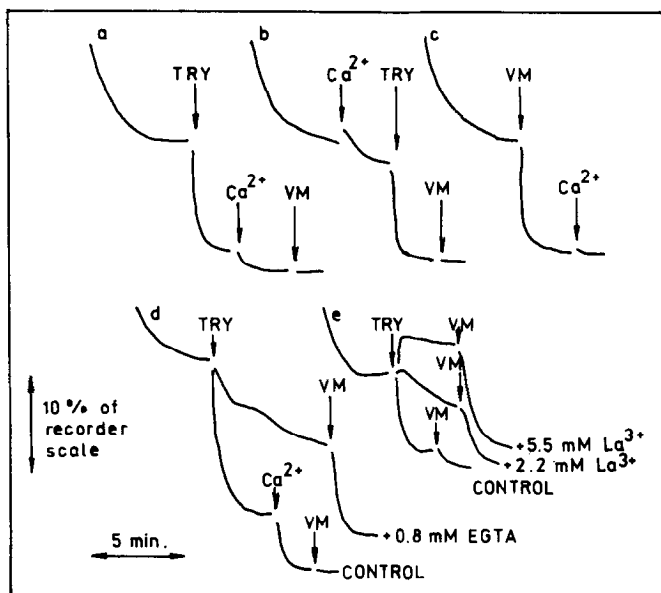 a
b
c
TRY
Ca2+
TRY
VM
Ca2+
VM
VM
Ca2+
d
e
TRY
TRY
VM
VM
VM
VM
10% of
recorder
scale
Ca2+
VM
+5.5 mM La3+
+2.2 mM La3+
CONTROL
5 min.
+0.8 mM EGTA
CONTROL